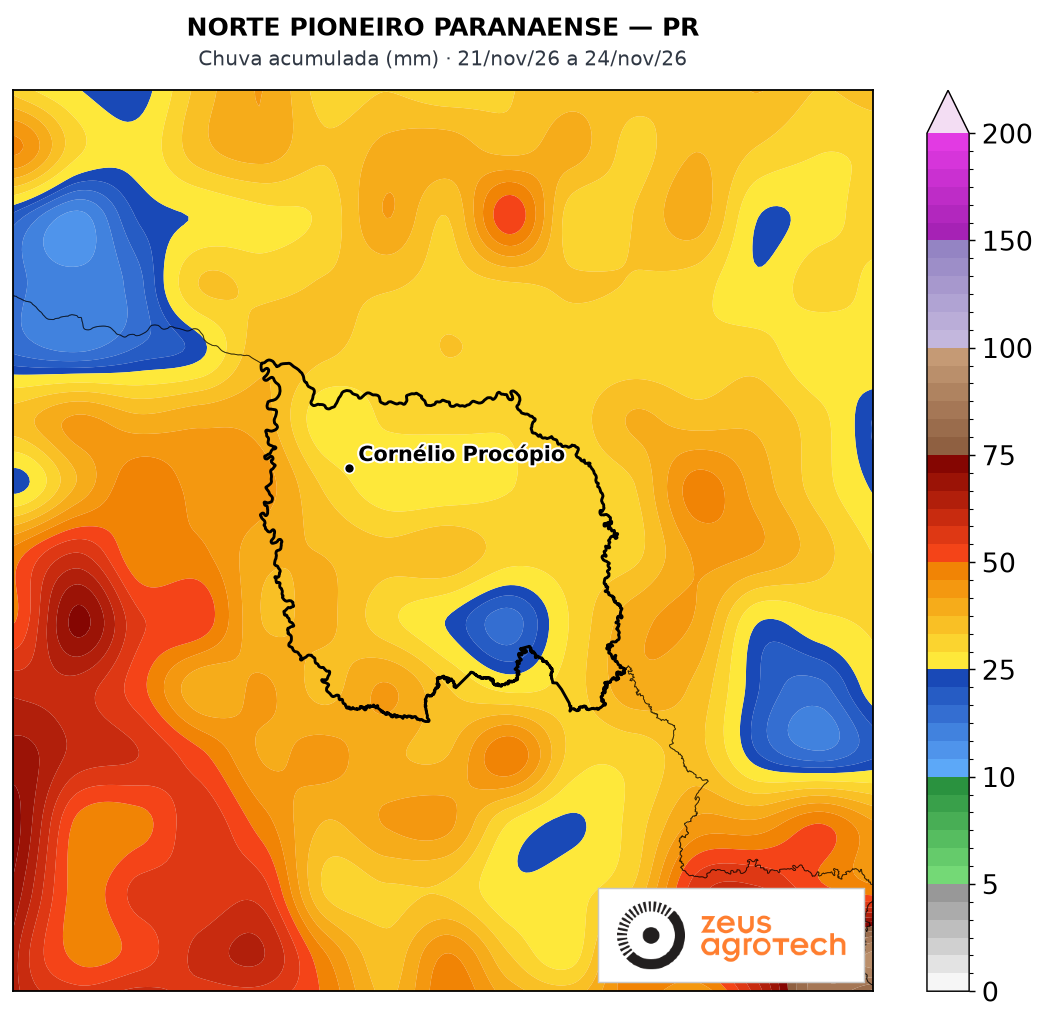 NORTE PIONEIRO PARANAENSE — PR
Chuva acumulada (mm) · 21/nov/26 a 24/nov/26
200
150
100
75
50
25
10
5
0
Cornélio Procópio
zeus
agrotech